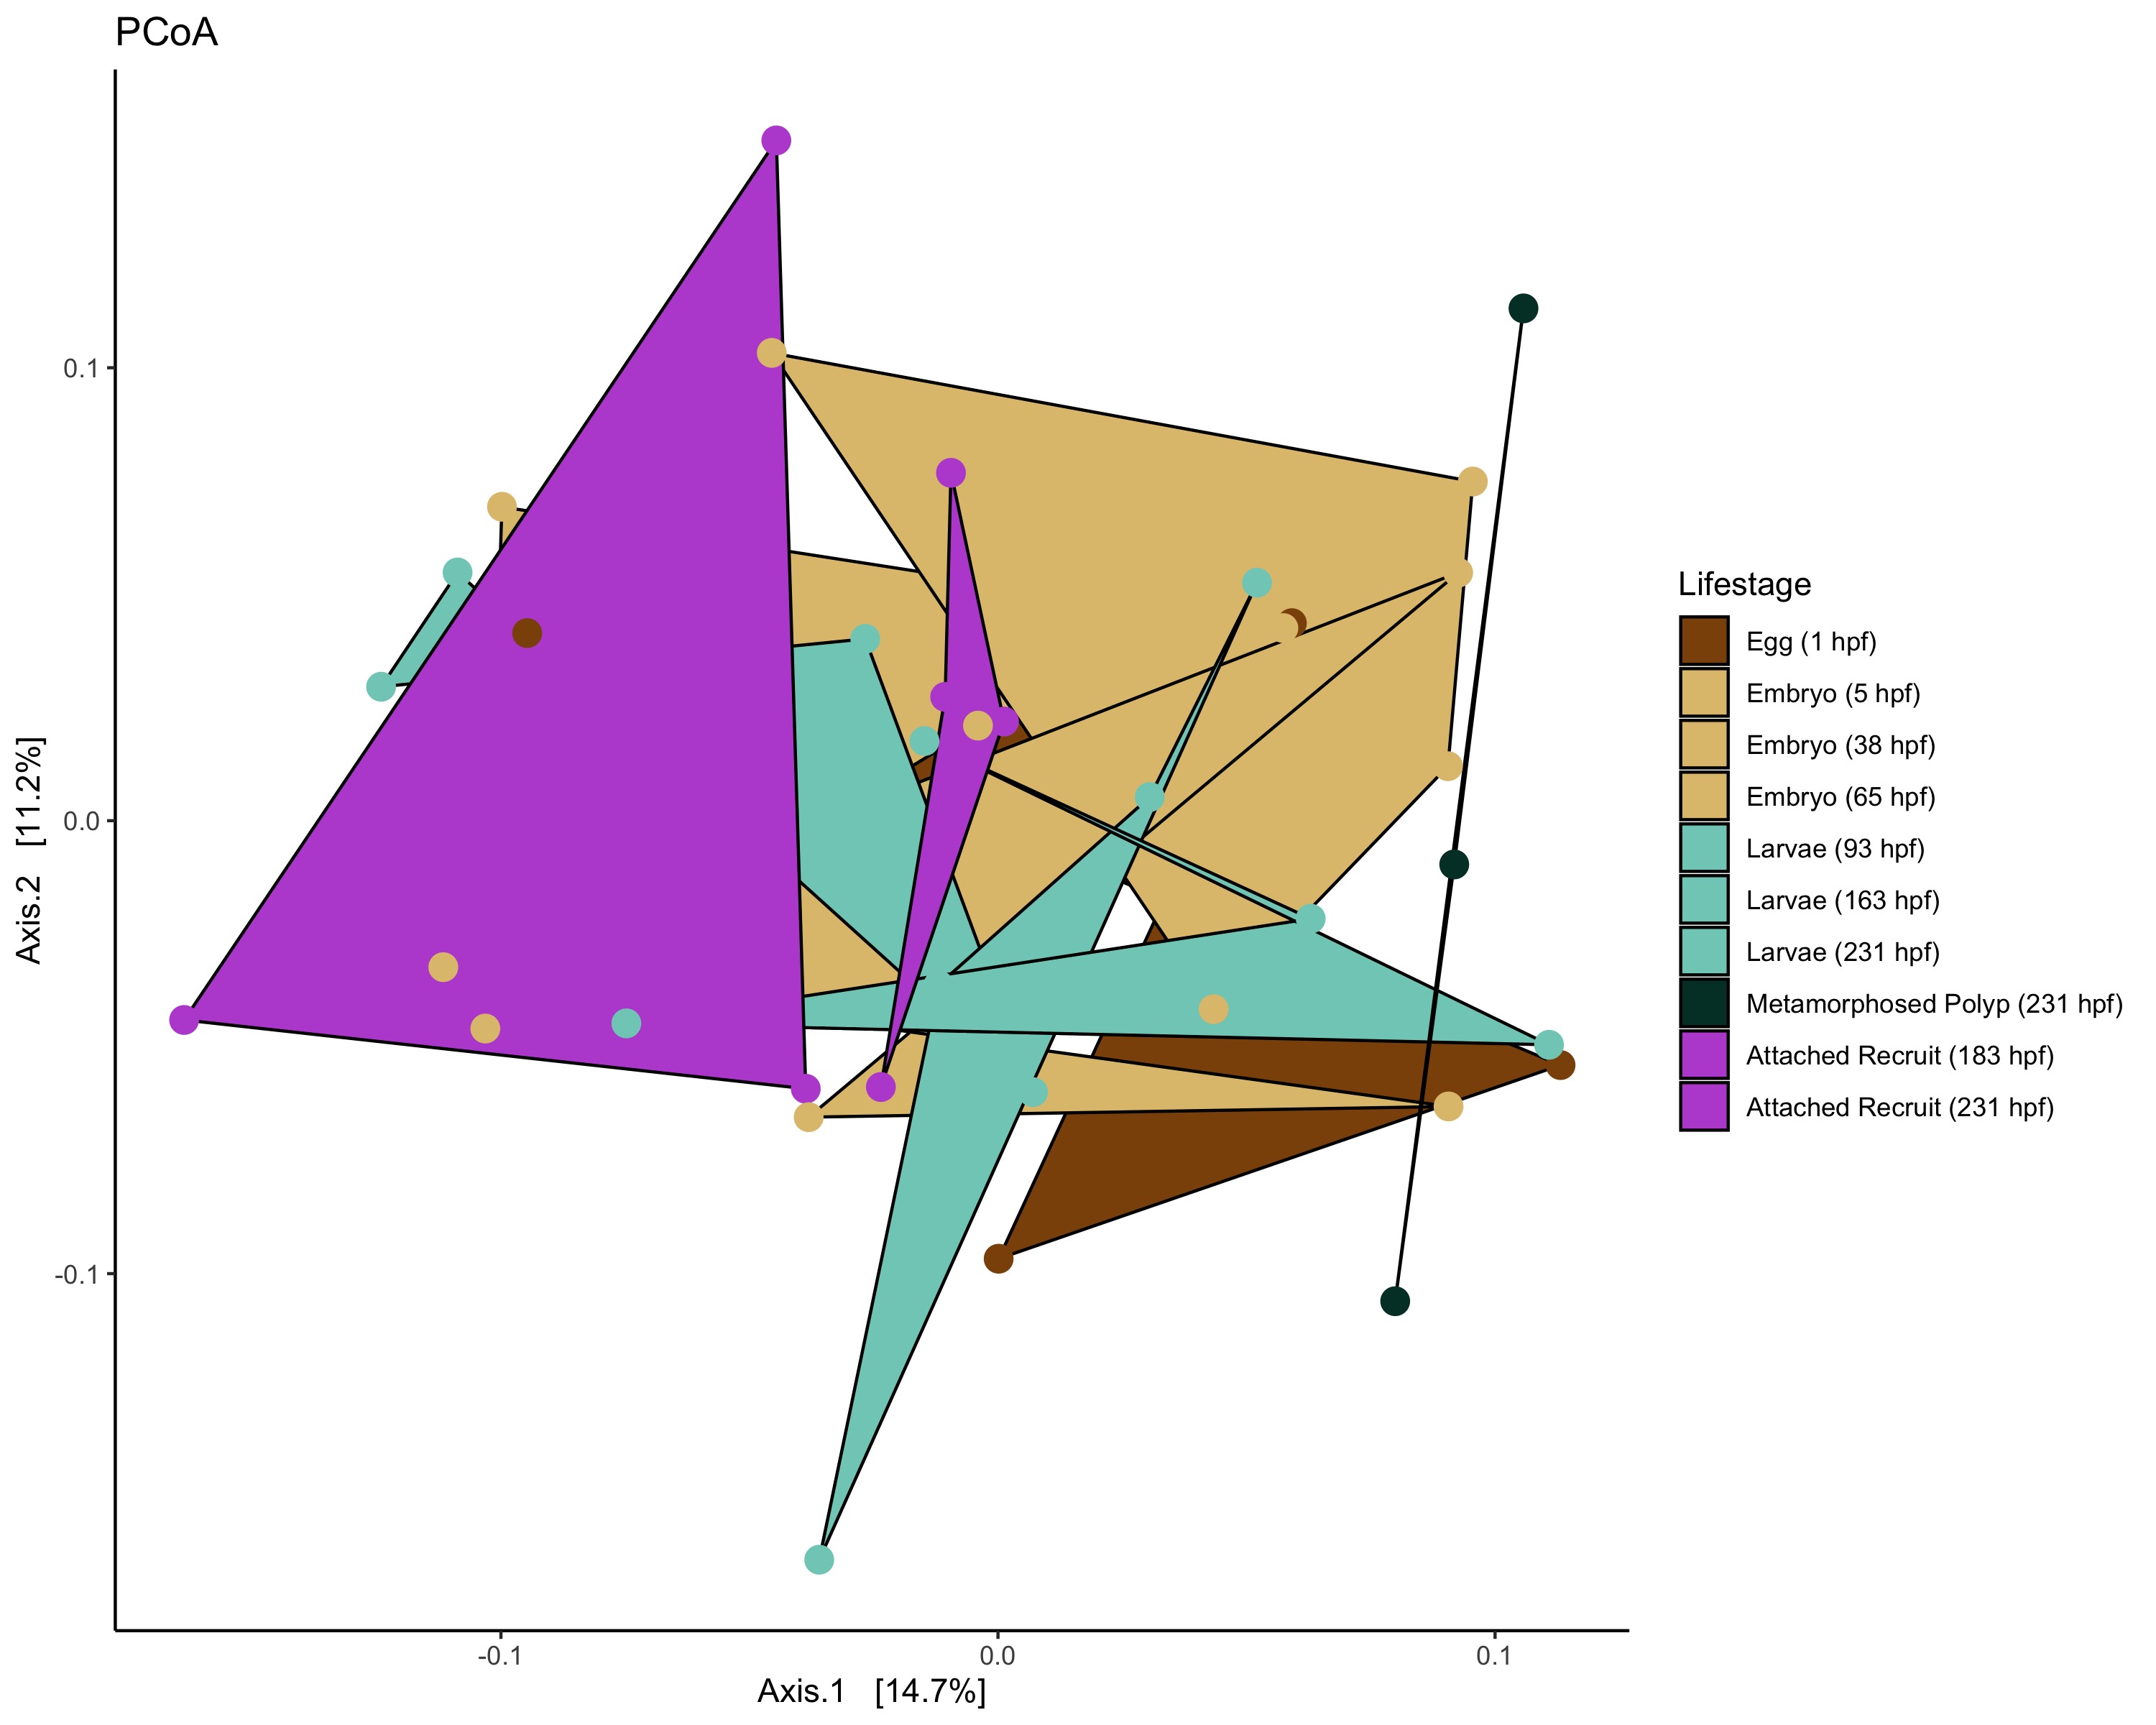 PCoA
0.1
0.0
-0.1
Axis.2 [11.2%]
-0.1
0.0
0.1
Axis.1 [14.7%]
Lifestage
Egg (1 hpf)
Embryo (5 hpf)
Embryo (38 hpf)
Embryo (65 hpf)
Larvae (93 hpf)
Larvae (163 hpf)
Larvae (231 hpf)
Metamorphosed Polyp (231 hpf)
Attached Recruit (183 hpf)
Attached Recruit (231 hpf)